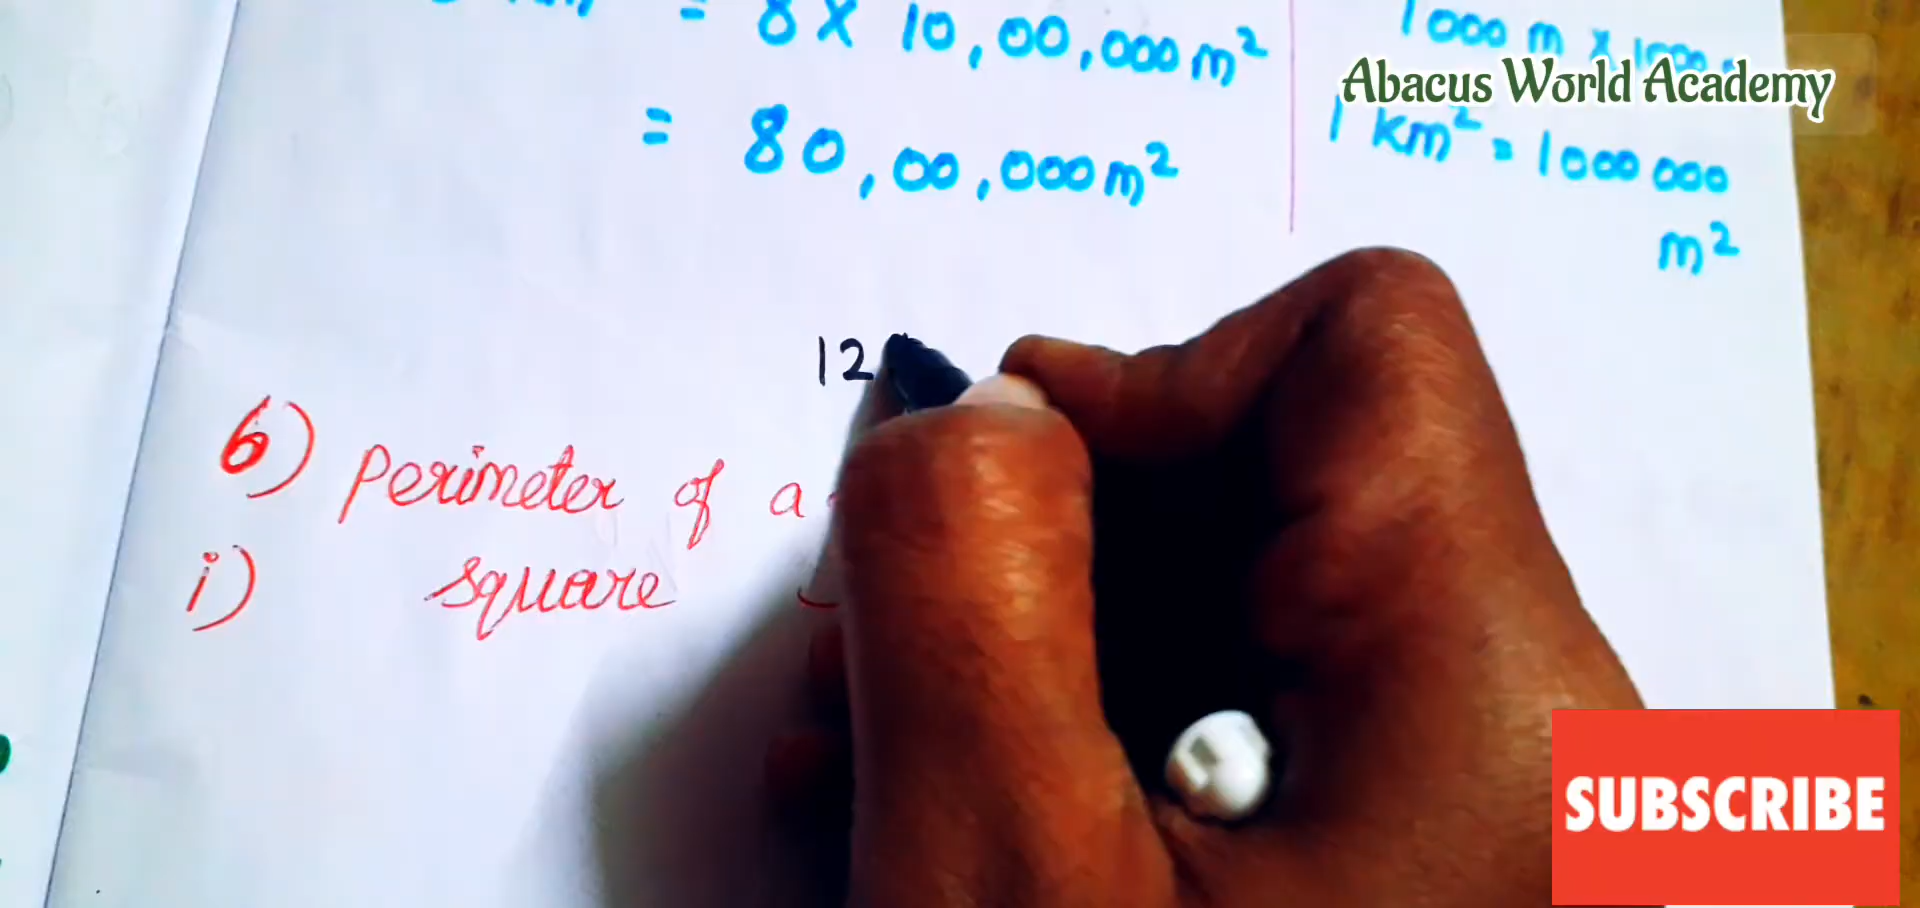 = 8 X 10,00,000 m²
= 80,00,000 m²
1000 m x 1000
1 km² = 1000 000
m²
Abacus World Academy
12
6) perimeter of a
i) square
SUBSCRIBE